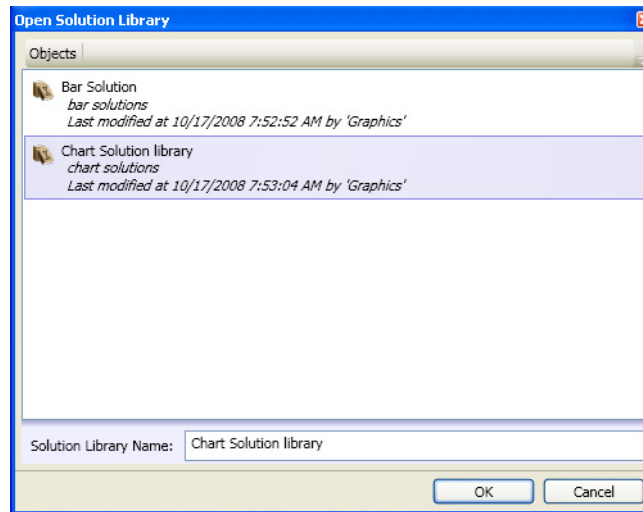 Open Solution Library
Objects
Bar Solution
bar solutions
Last modified at 10/17/2008 7:52:52 AM by 'Graphics'
Chart Solution library
chart solutions
Last modified at 10/17/2008 7:53:04 AM by 'Graphics'
Solution Library Name: Chart Solution library
OK Cancel